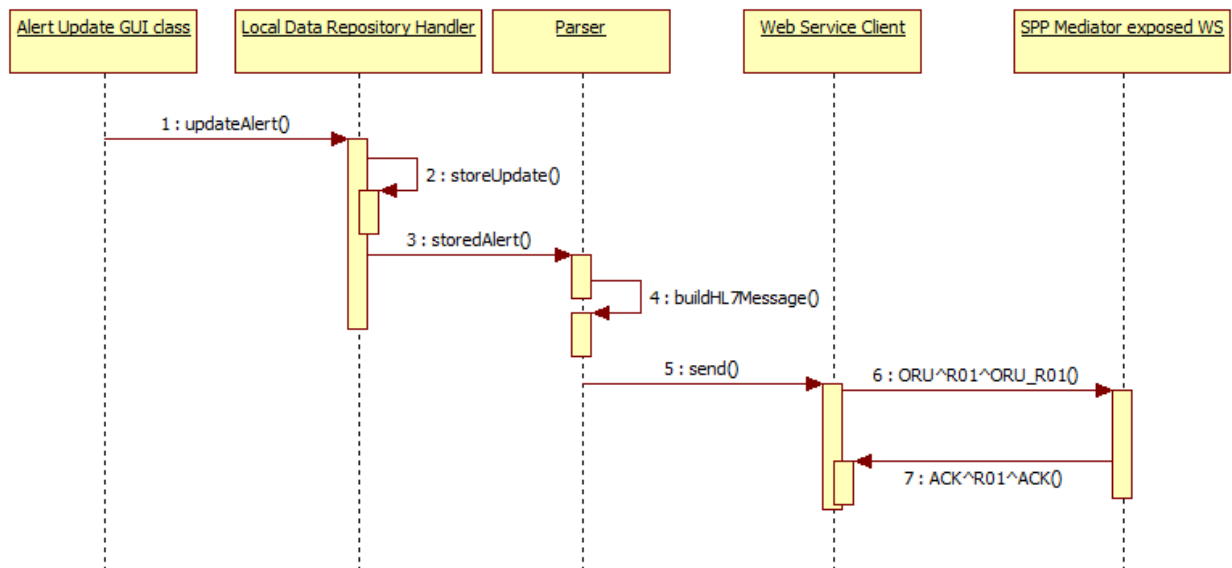 Alert Update GUI class
Local Data Repository Handler
Parser
Web Service Client
SPP Mediator exposed WS
1 : updateAlert()
2 : storeUpdate()
3 : storedAlert()
4 : buildHL7Message()
5 : send()
6 : ORU^R01^ORU_R01()
7 : ACK^R01^ACK()